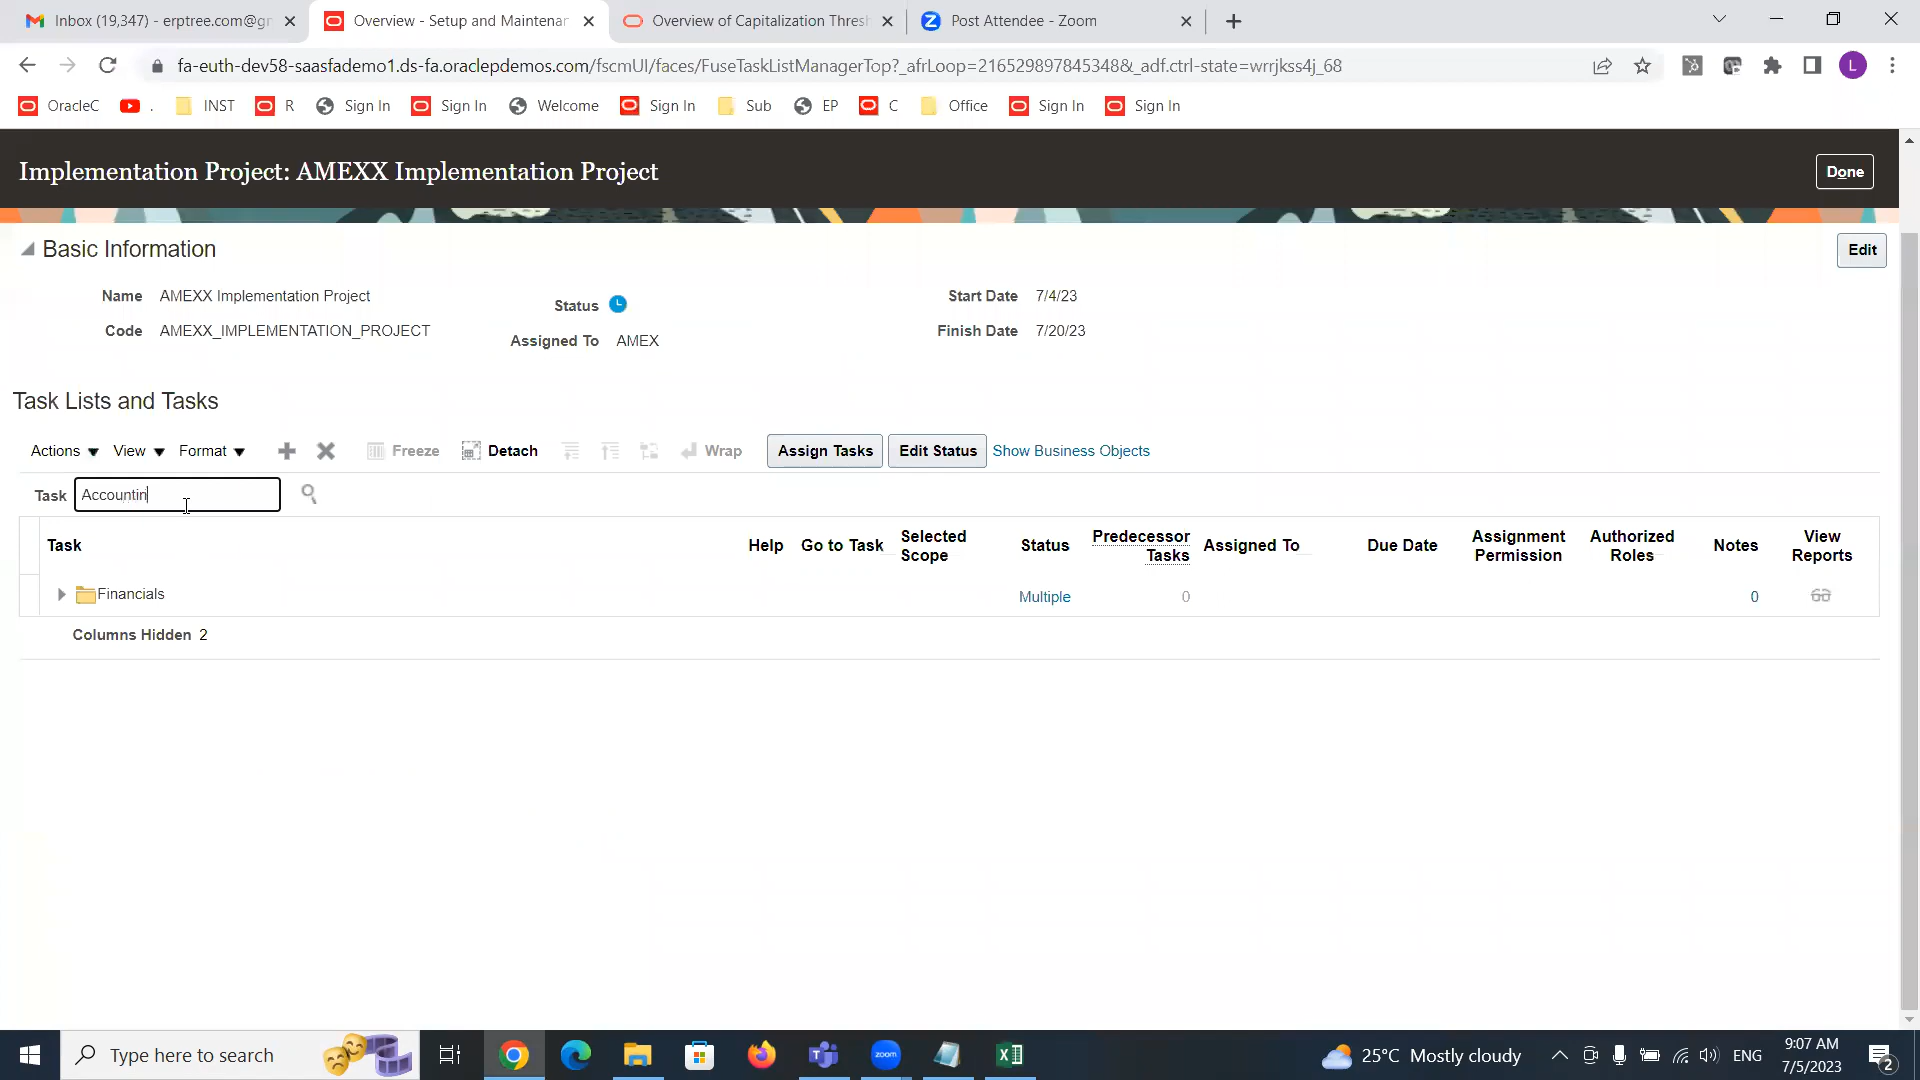 Inbox (19,347) - erptree.com@gr
Overview - Setup and Maintenan
Overview of Capitalization Thresh
Post Attendee - Zoom
fa-euth-dev58-saasfademo1.ds-fa.oraclepdemos.com/fscmUI/faces/FuseTaskListManagerTop?_afrLoop=216529897845348&_adf.ctrl-state=wrrjkss4j_68
L
OracleC . INST R Sign In Sign In Welcome Sign In Sub EP C Office Sign In Sign In
Implementation Project: AMEXX Implementation Project
Done
Basic Information
Edit
Name AMEXX Implementation Project
Status
Start Date 7/4/23
Code AMEXX_IMPLEMENTATION_PROJECT
Assigned To AMEX
Finish Date 7/20/23
Task Lists and Tasks
Actions View Format Freeze Detach Wrap Assign Tasks Edit Status Show Business Objects
Task Accountin
Task Help Go to Task Selected Scope Status Predecessor Tasks Assigned To Due Date Assignment Permission Authorized Roles Notes View Reports
Financials Multiple 0 0
Columns Hidden 2
Type here to search
zoom
25°C Mostly cloudy
ENG
9:07 AM
7/5/2023
2